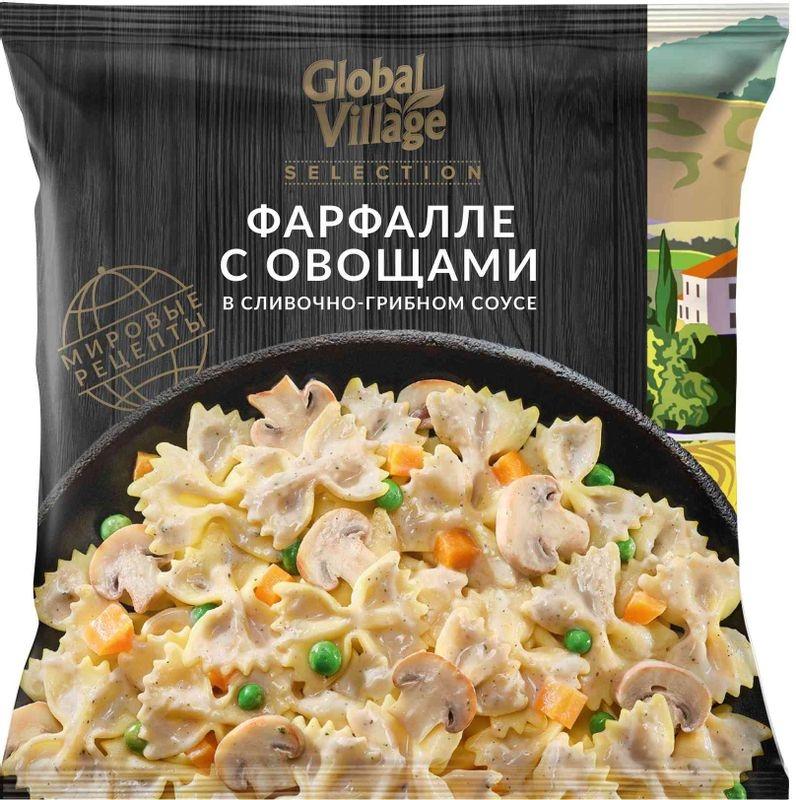 Global
Village
SELECTION
ФАРФАЛЛЕ
С ОВОЩАМИ
В СЛИВОЧНО-ГРИБНОМ СОУСЕ
МИРОВЫЕ
РЕЦЕПТЫ